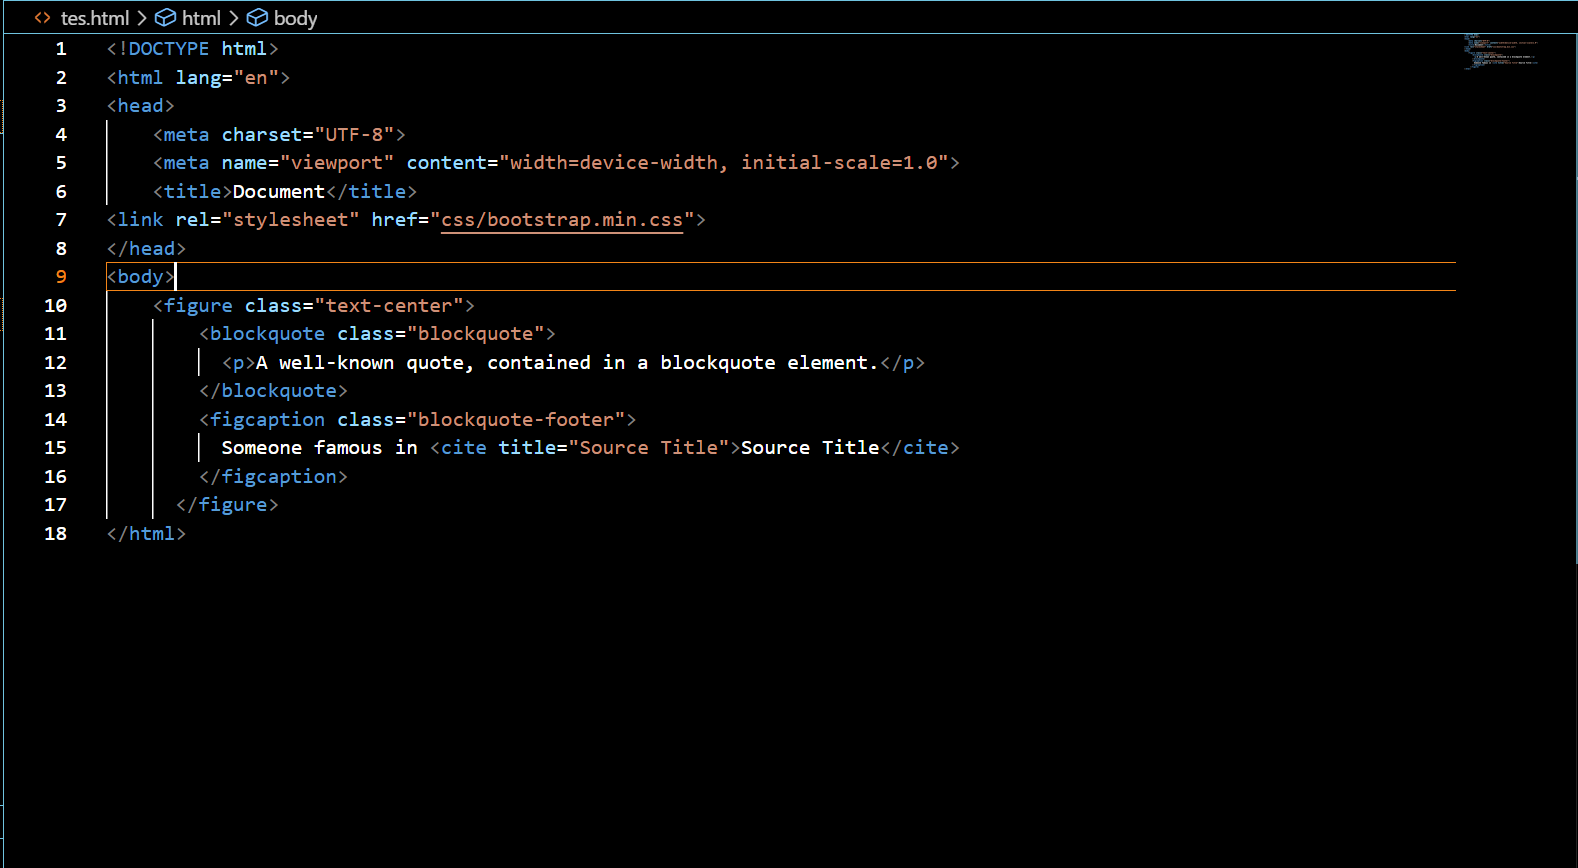 tes.html > html > body
1 <!DOCTYPE html>
2 <html lang="en">
3 <head>
4     <meta charset="UTF-8">
5     <meta name="viewport" content="width=device-width, initial-scale=1.0">
6     <title>Document</title>
7 <link rel="stylesheet" href="css/bootstrap.min.css">
8 </head>
9 <body>
10     <figure class="text-center">
11         <blockquote class="blockquote">
12           <p>A well-known quote, contained in a blockquote element.</p>
13         </blockquote>
14         <figcaption class="blockquote-footer">
15           Someone famous in <cite title="Source Title">Source Title</cite>
16         </figcaption>
17       </figure>
18 </html>